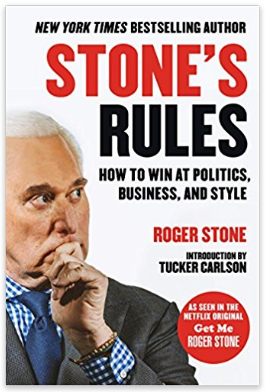 NEW YORK TIMES BESTSELLING AUTHOR
STONE'S
RULES
HOW TO WIN AT POLITICS,
BUSINESS, AND STYLE
ROGER STONE
INTRODUCTION BY
TUCKER CARLSON
AS SEEN IN THE
NETFLIX ORIGINAL
Get Me
ROGER STONE